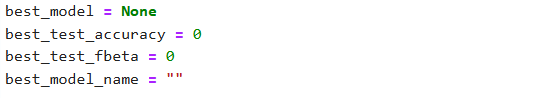 best_model = None
best_test_accuracy = 0
best_test_fbeta = 0
best_model_name = ""